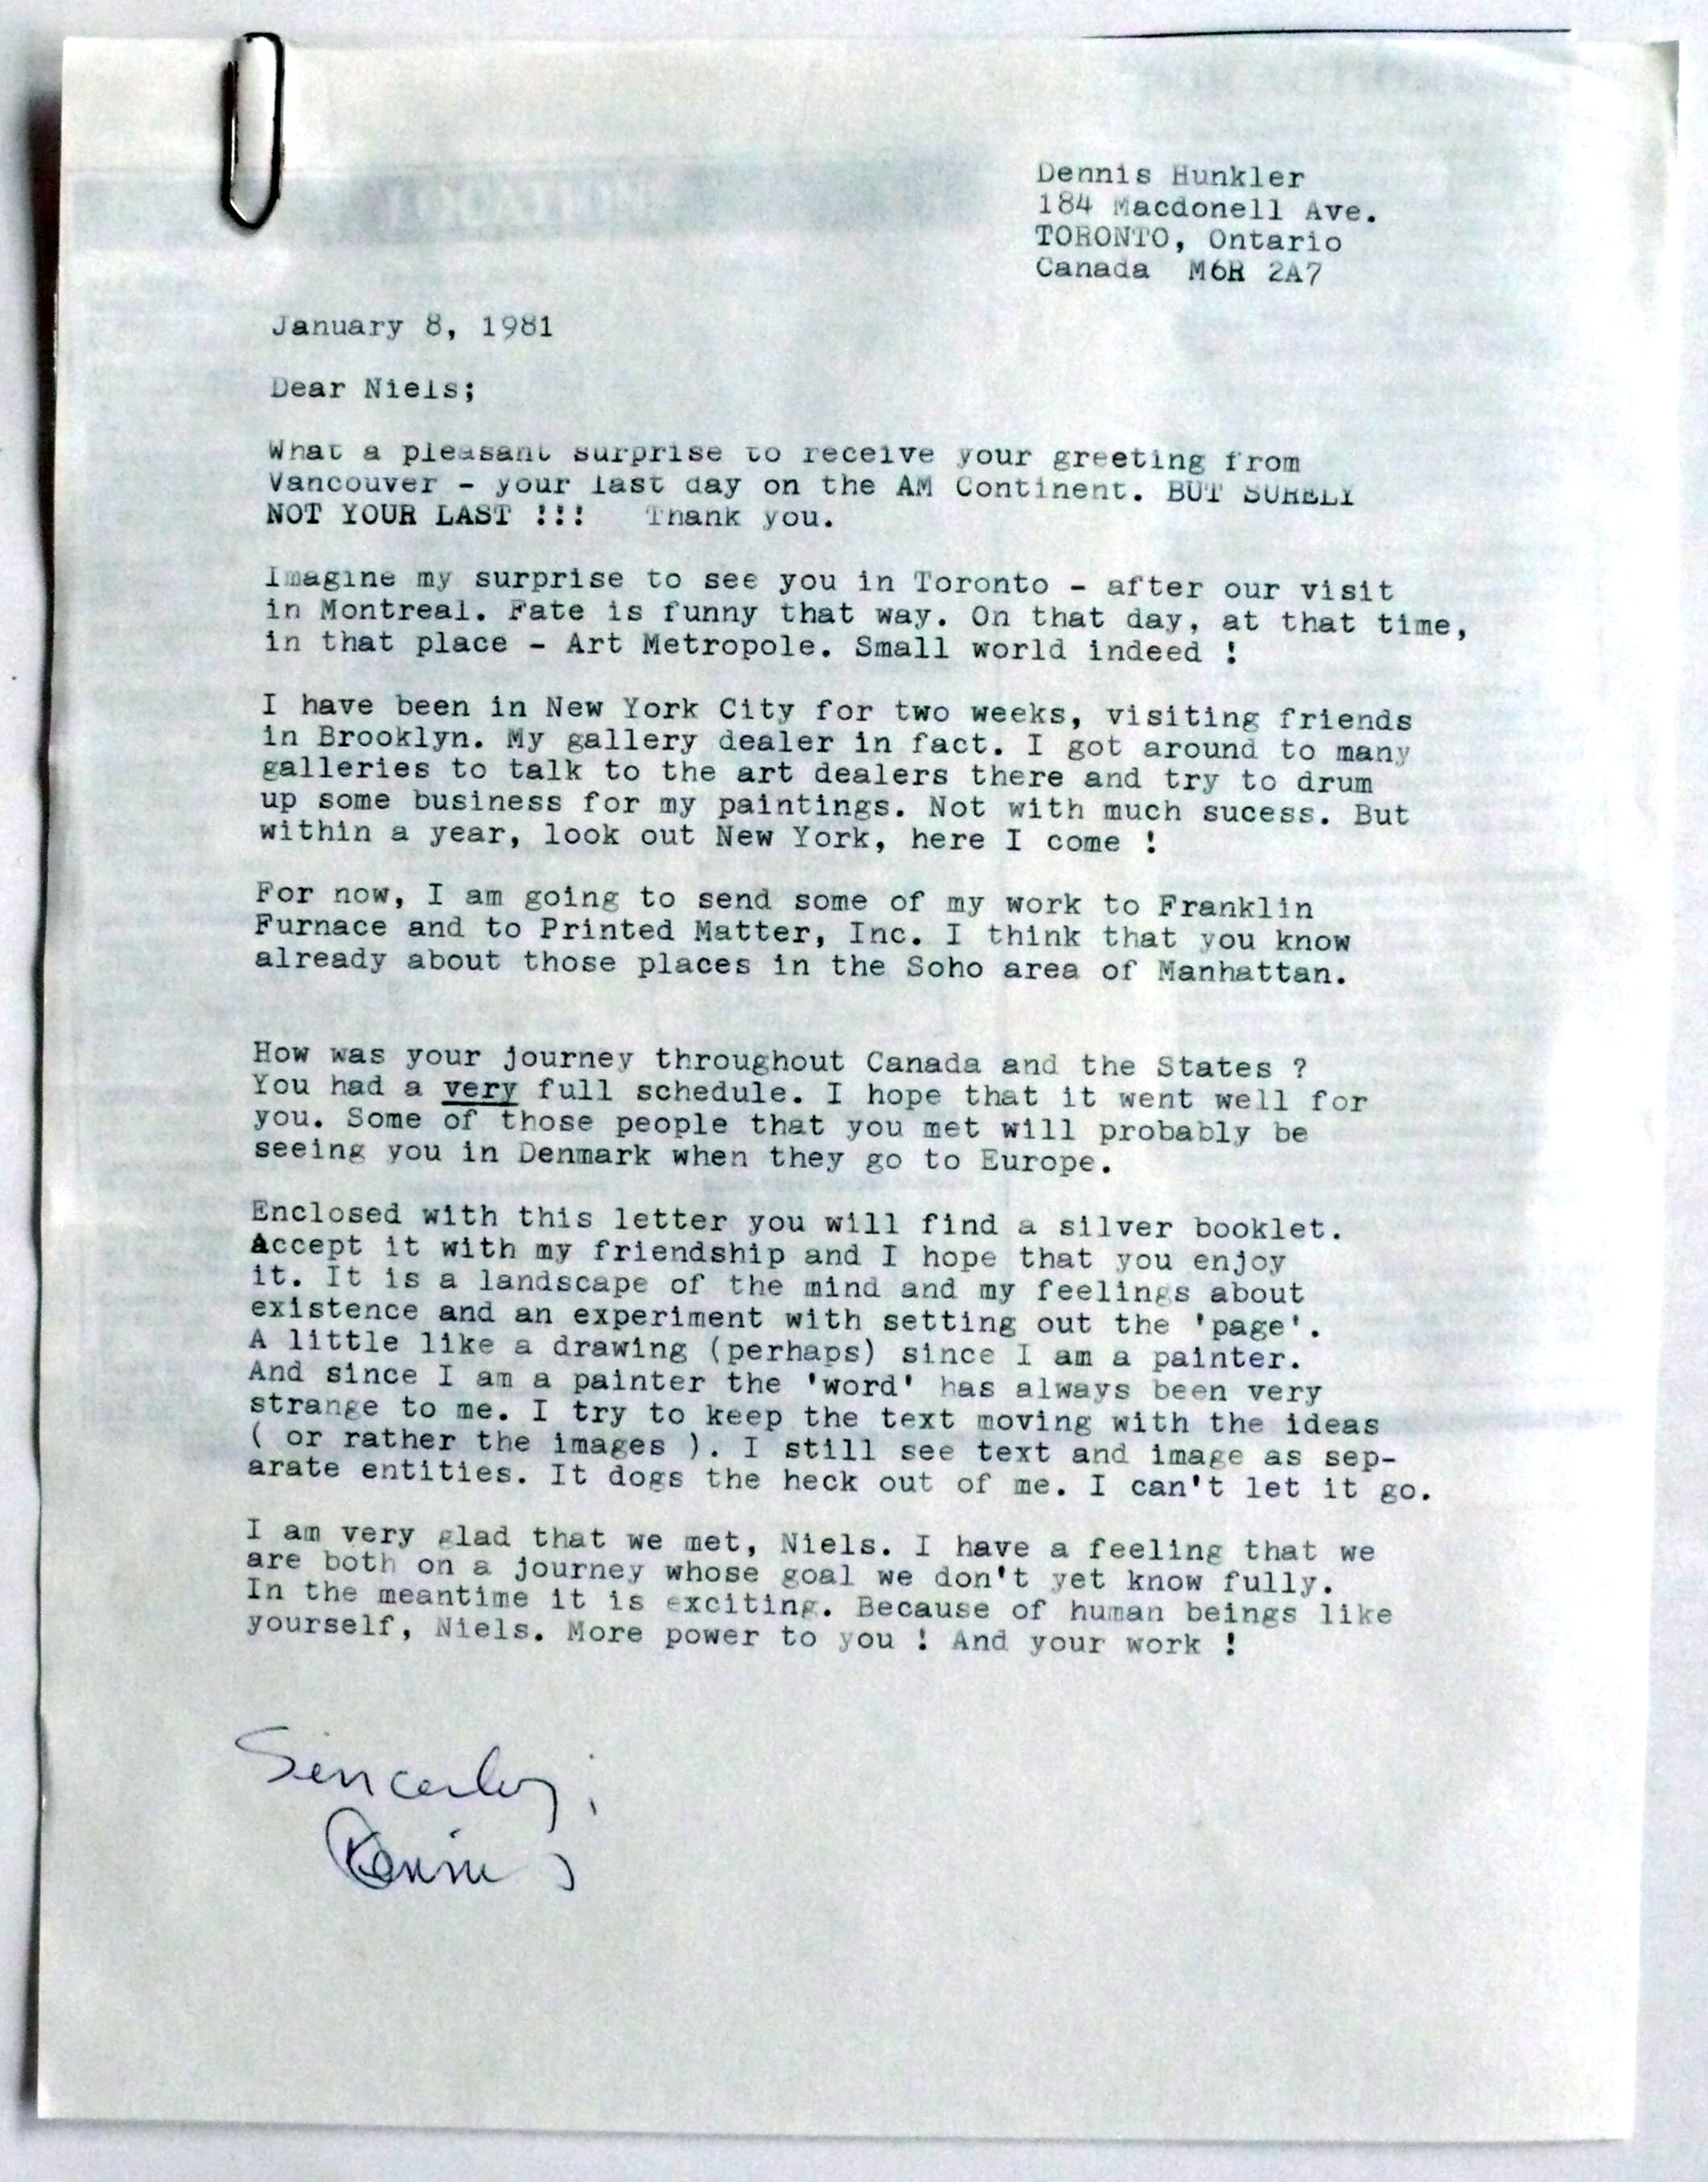 Dennis Hunkler
184 Macdonell Ave.
TORONTO, Ontario
Canada M6R 2A7
January 8, 1981
Dear Niels;
What a pleasant surprise to receive your greeting from
Vancouver - your last day on the AM Continent. BUT SURELY
NOT YOUR LAST !!! Thank you.
Imagine my surprise to see you in Toronto - after our visit
in Montreal. Fate is funny that way. On that day, at that time,
in that place - Art Metropole. Small world indeed !
I have been in New York City for two weeks, visiting friends
in Brooklyn. My gallery dealer in fact. I got around to many
galleries to talk to the art dealers there and try to drum
up some business for my paintings. Not with much sucess. But
within a year, look out New York, here I come !
For now, I am going to send some of my work to Franklin
Furnace and to Printed Matter, Inc. I think that you know
already about those places in the Soho area of Manhattan.
How was your journey throughout Canada and the States ?
You had a very full schedule. I hope that it went well for
you. Some of those people that you met will probably be
seeing you in Denmark when they go to Europe.
Enclosed with this letter you will find a silver booklet.
Accept it with my friendship and I hope that you enjoy
it. It is a landscape of the mind and my feelings about
existence and an experiment with setting out the 'page'.
A little like a drawing (perhaps) since I am a painter.
And since I am a painter the 'word' has always been very
strange to me. I try to keep the text moving with the ideas
( or rather the images ). I still see text and image as sep-
arate entities. It dogs the heck out of me. I can't let it go.
I am very glad that we met, Niels. I have a feeling that we
are both on a journey whose goal we don't yet know fully.
In the meantime it is exciting. Because of human beings like
yourself, Niels. More power to you ! And your work !
Sincerely,
Dennis